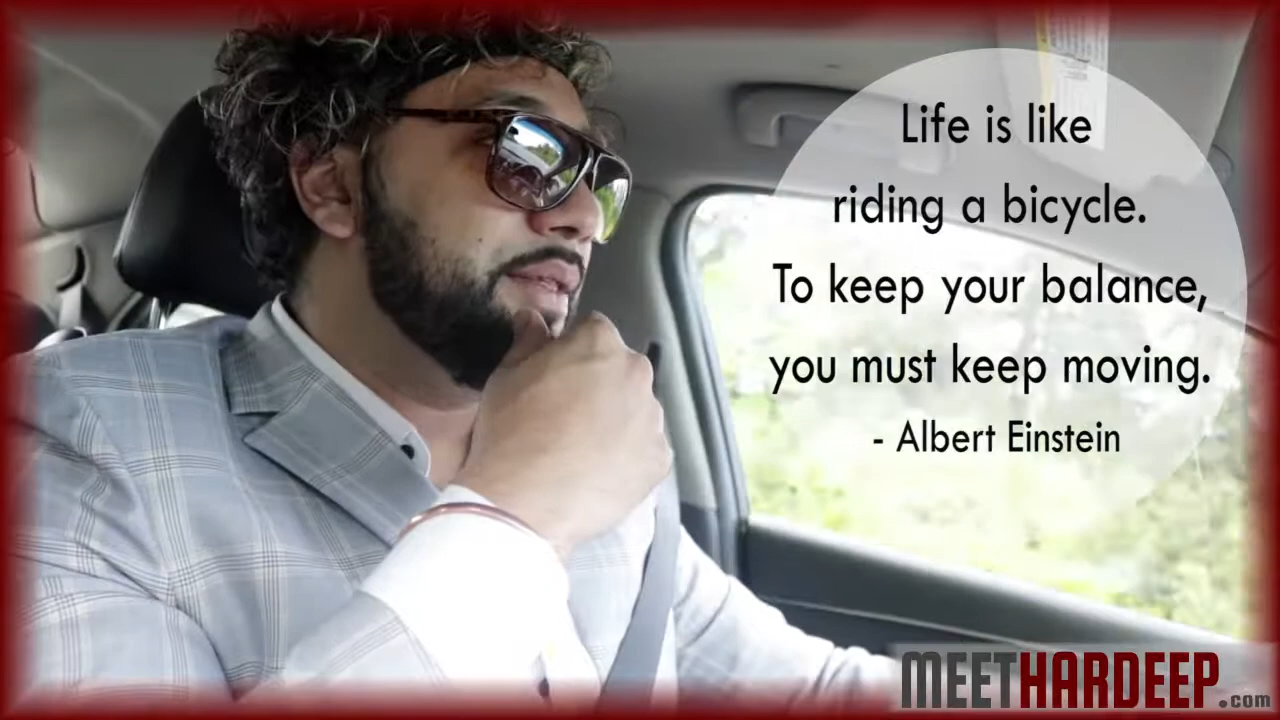 Life is like
riding a bicycle.
To keep your balance,
you must keep moving.
- Albert Einstein
MEETHARDEEP.com